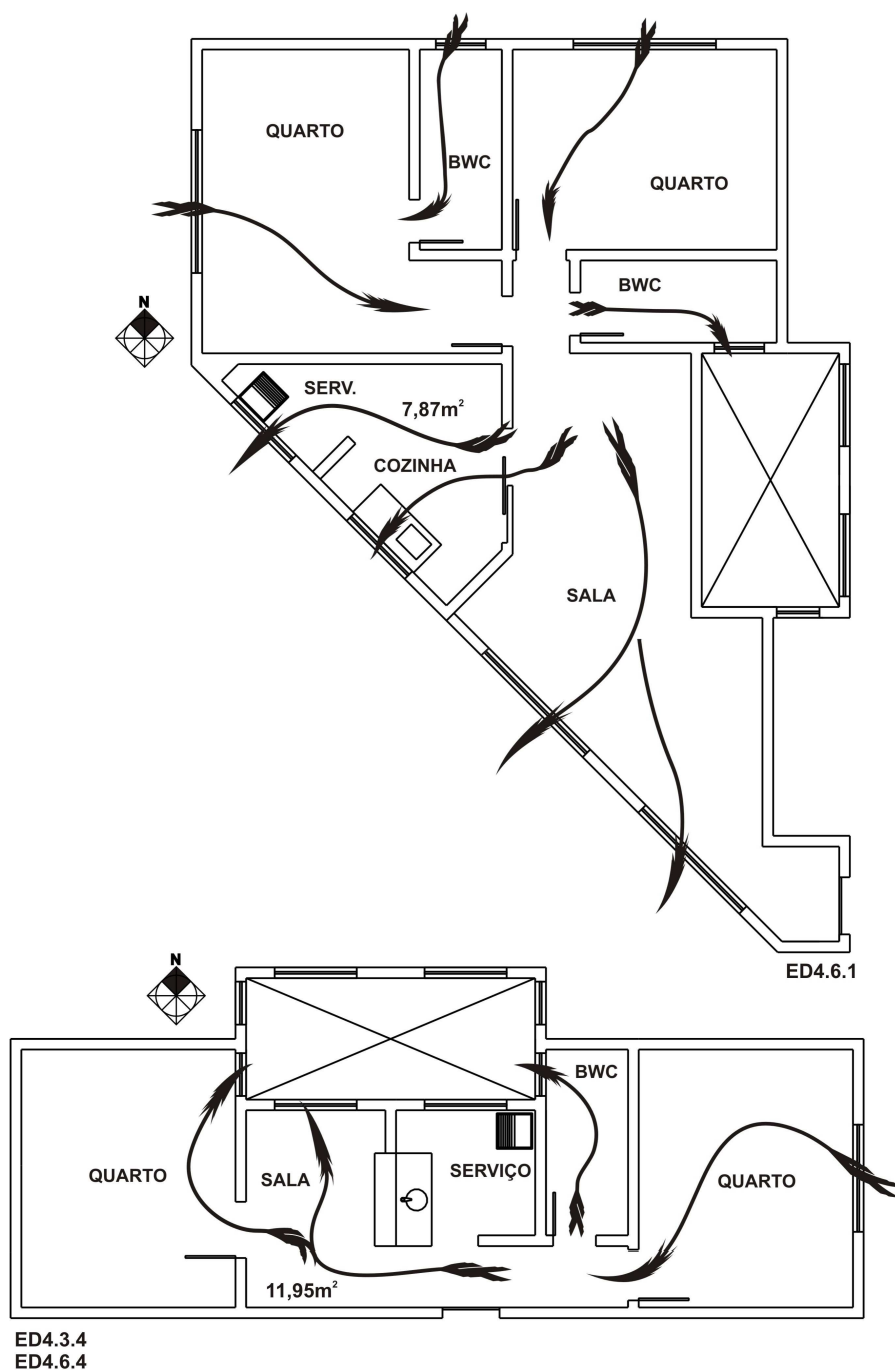 QUARTO
BWC
QUARTO
BWC
N
SERV.
7,87m²
COZINHA
SALA
ED4.6.1
N
BWC
QUARTO
SALA
SERVIÇO
QUARTO
11,95m²
ED4.3.4
ED4.6.4